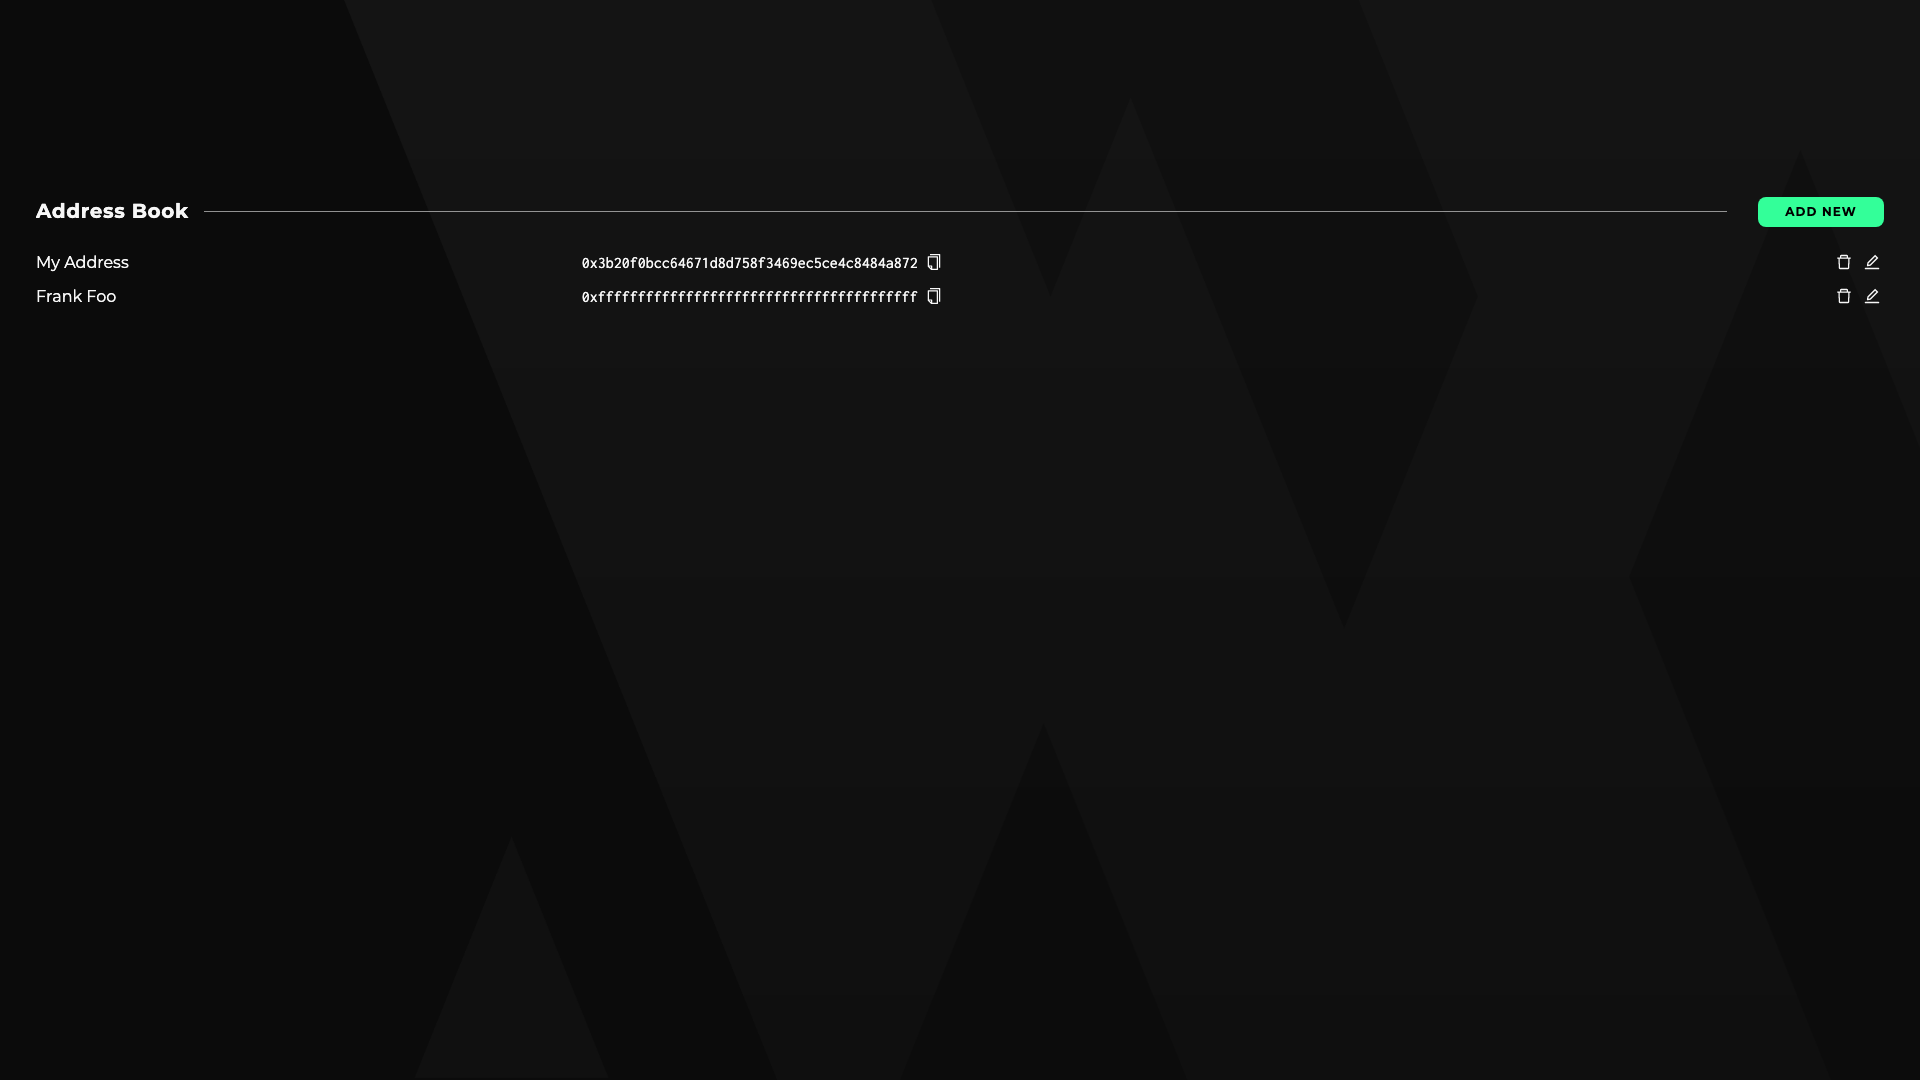 Address Book
ADD NEW
My Address 0x3b20f0bcc64671d8d758f3469ec5ce4c8484a872
Frank Foo 0xffffffffffffffffffffffffffffffffffffffff